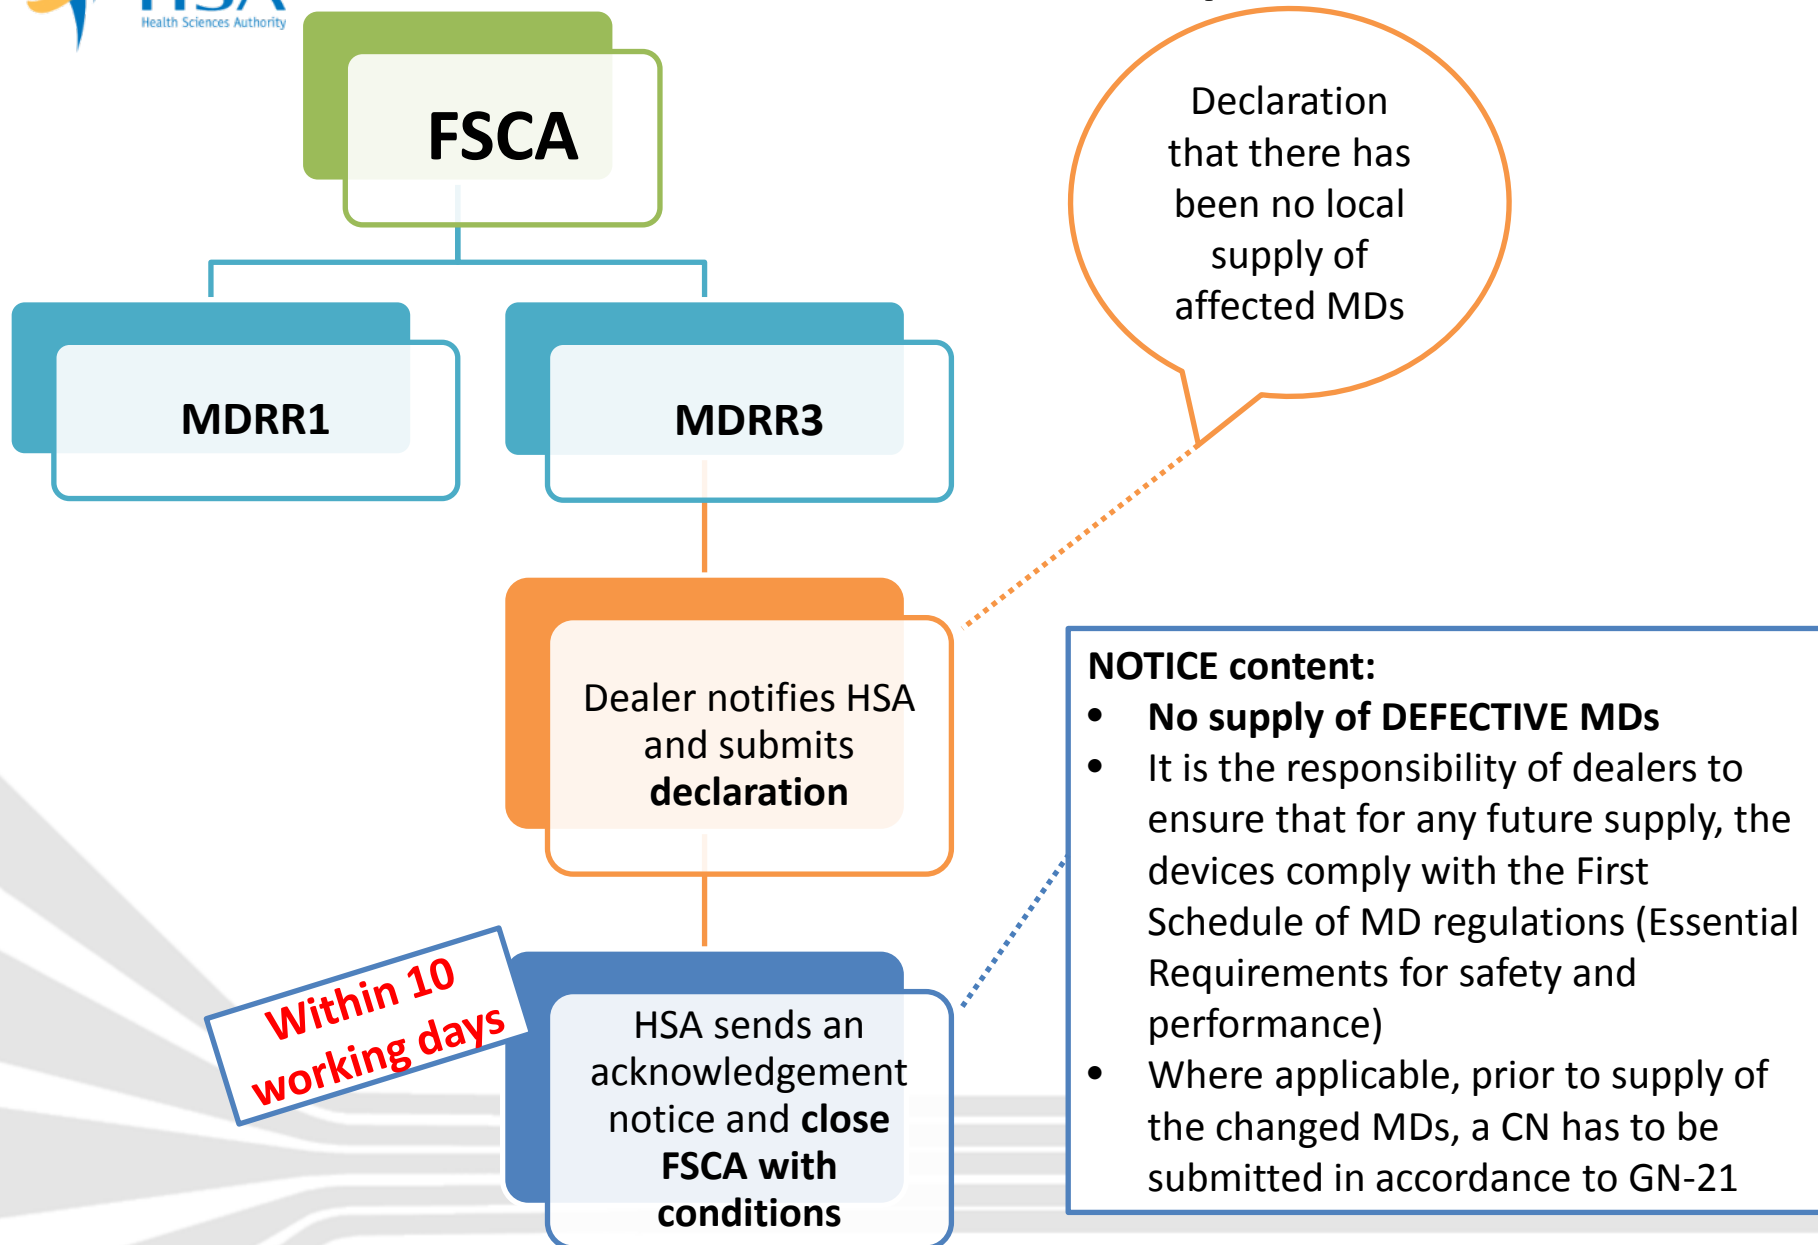 HSA
Health Sciences Authority
FSCA
Declaration
that there has
been no local
supply of
affected MDs
MDRR1
MDRR3
Dealer notifies HSA
and submits
declaration
Within 10
working days
HSA sends an
acknowledgement
notice and close
FSCA with
conditions
NOTICE content:
• No supply of DEFECTIVE MDs
• It is the responsibility of dealers to
ensure that for any future supply, the
devices comply with the First
Schedule of MD regulations (Essential
Requirements for safety and
performance)
• Where applicable, prior to supply of
the changed MDs, a CN has to be
submitted in accordance to GN-21